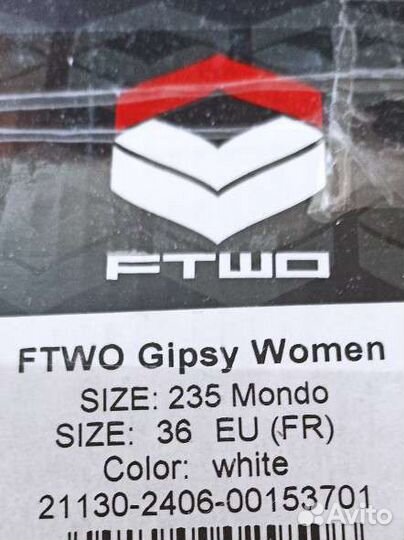 FTWO
FTWO Gipsy Women
SIZE: 235 Mondo
SIZE: 36 EU (FR)
Color: white
21130-2406-00153701
Avito